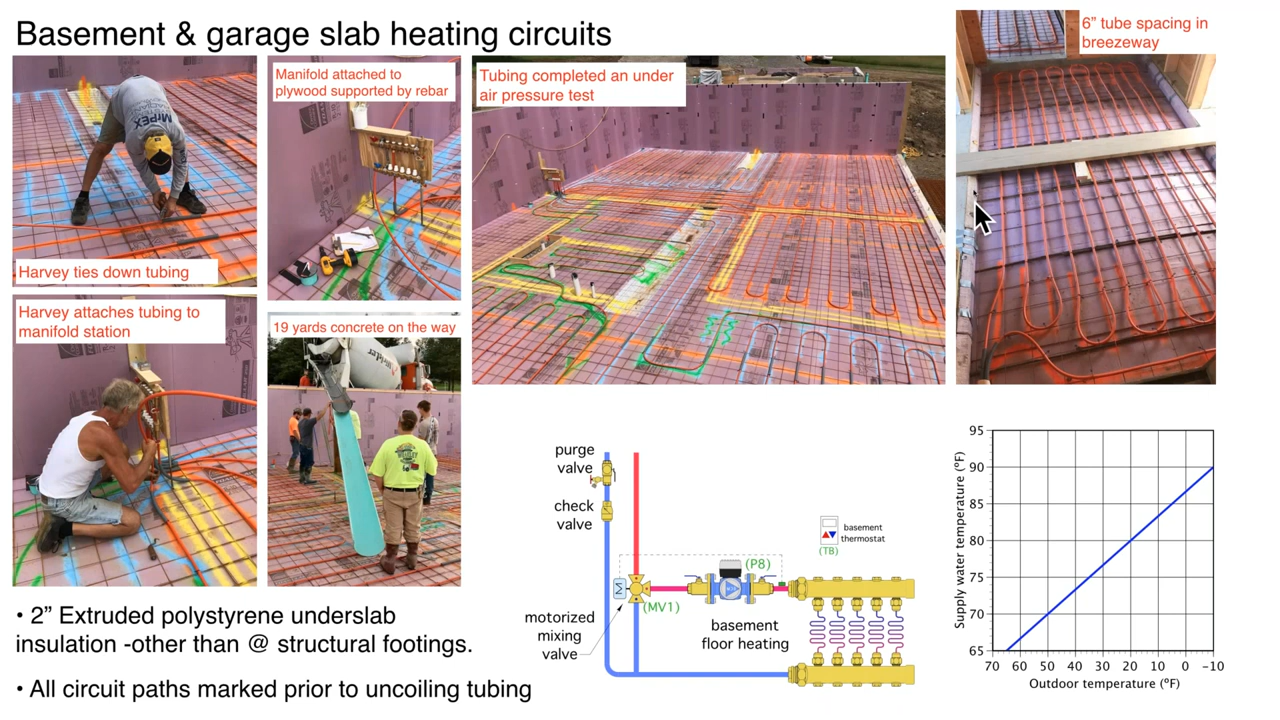 Basement & garage slab heating circuits
6” tube spacing in
breezeway
Manifold attached to
plywood supported by rebar
Tubing completed an under
air pressure test
MrPEX
Harvey ties down tubing
Harvey attaches tubing to
manifold station
19 yards concrete on the way
purge
valve
check
valve
basement
thermostat
(TB)
(P8)
M
(MV1)
motorized
mixing
valve
basement
floor heating
Supply water temperature (ºF)
95
90
85
80
75
70
65
70 60 50 40 30 20 10 0 −10
Outdoor temperature (ºF)
• 2” Extruded polystyrene underslab
insulation -other than @ structural footings.
• All circuit paths marked prior to uncoiling tubing